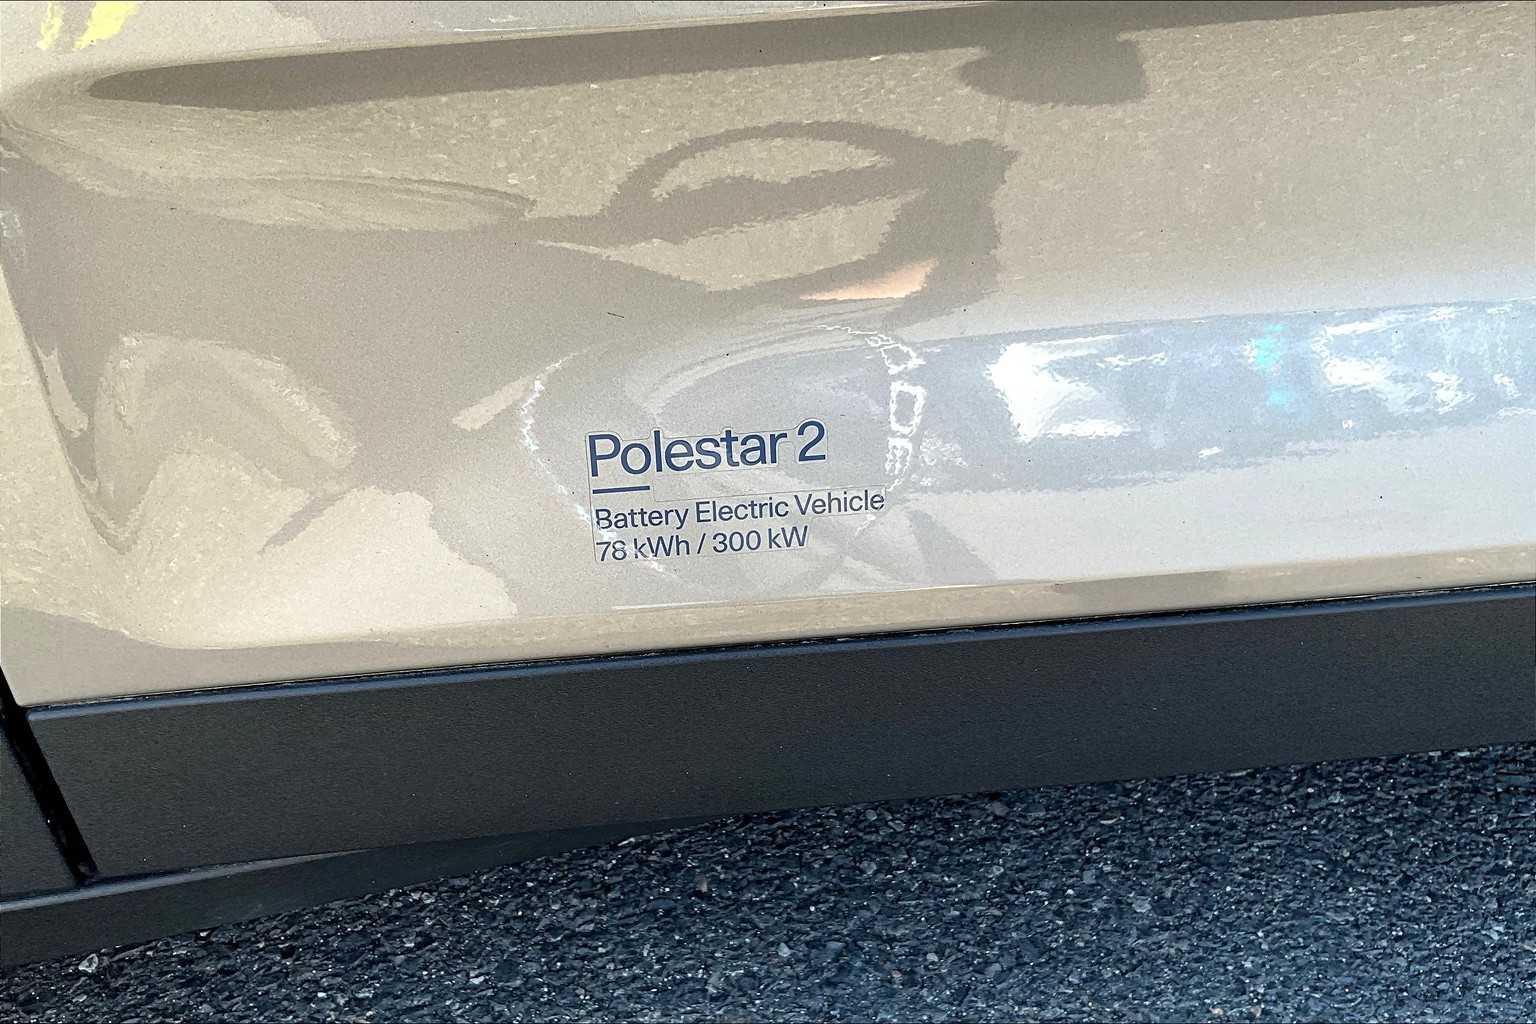 Polestar 2
Battery Electric Vehicle
78 kWh / 300 kW